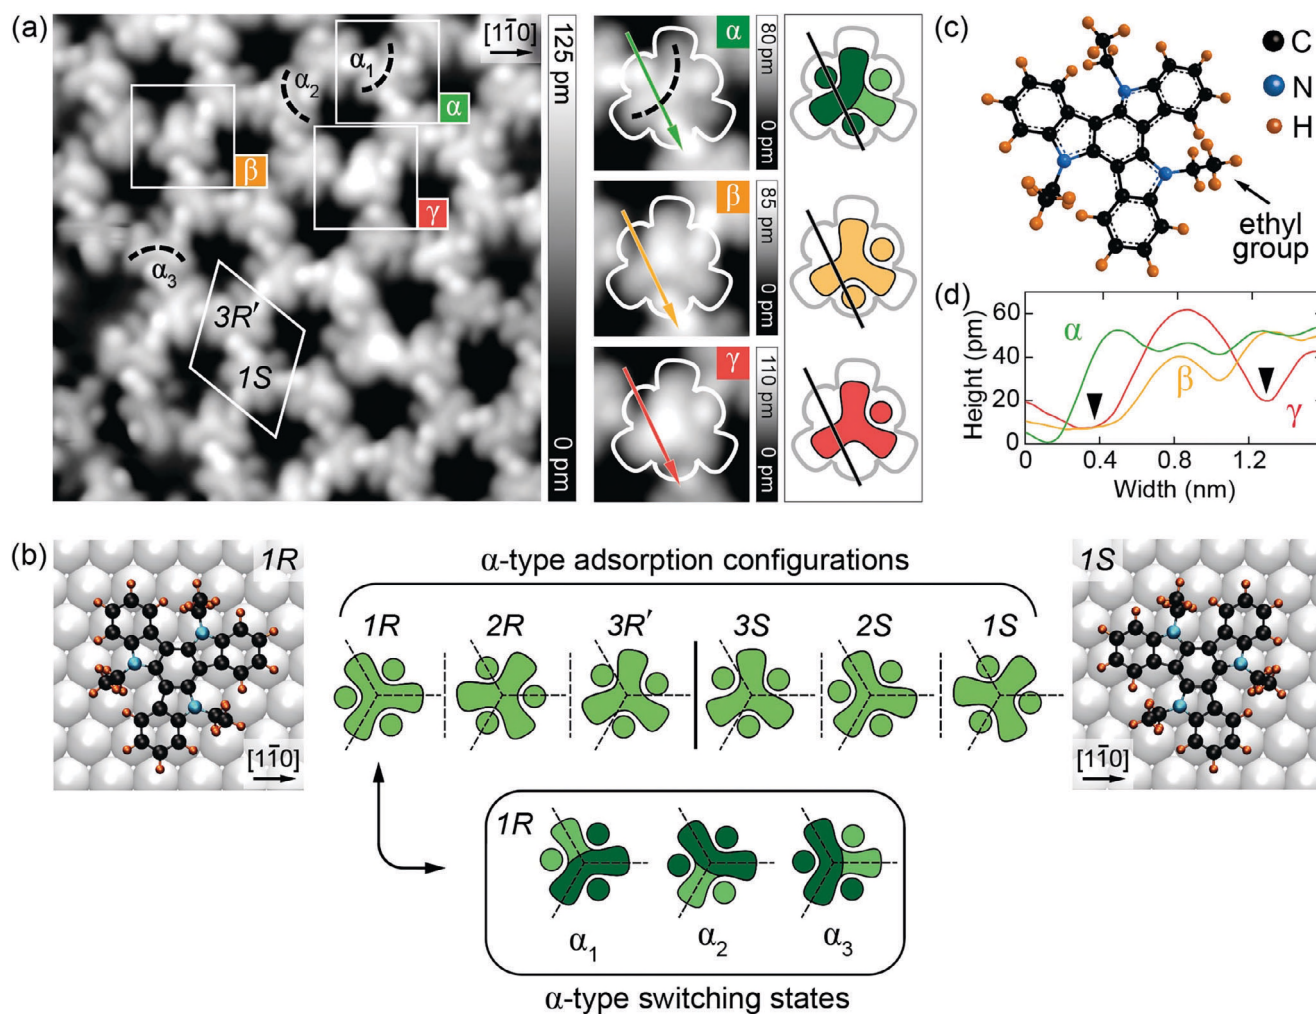 (a)
α₁
α₂
[11̅0]
α
β
γ
α₃
3R′
1S
125 pm
0 pm
α
80 pm
0 pm
β
85 pm
0 pm
γ
110 pm
0 pm
(c)
C
N
H
ethyl
group
(d)
Height (pm)
60
40
20
0
α
β
γ
0
0.4
0.8
1.2
Width (nm)
(b)
1R
[11̅0]
α-type adsorption configurations
1R
2R
3R′
3S
2S
1S
1S
[11̅0]
1R
α₁
α₂
α₃
α-type switching states